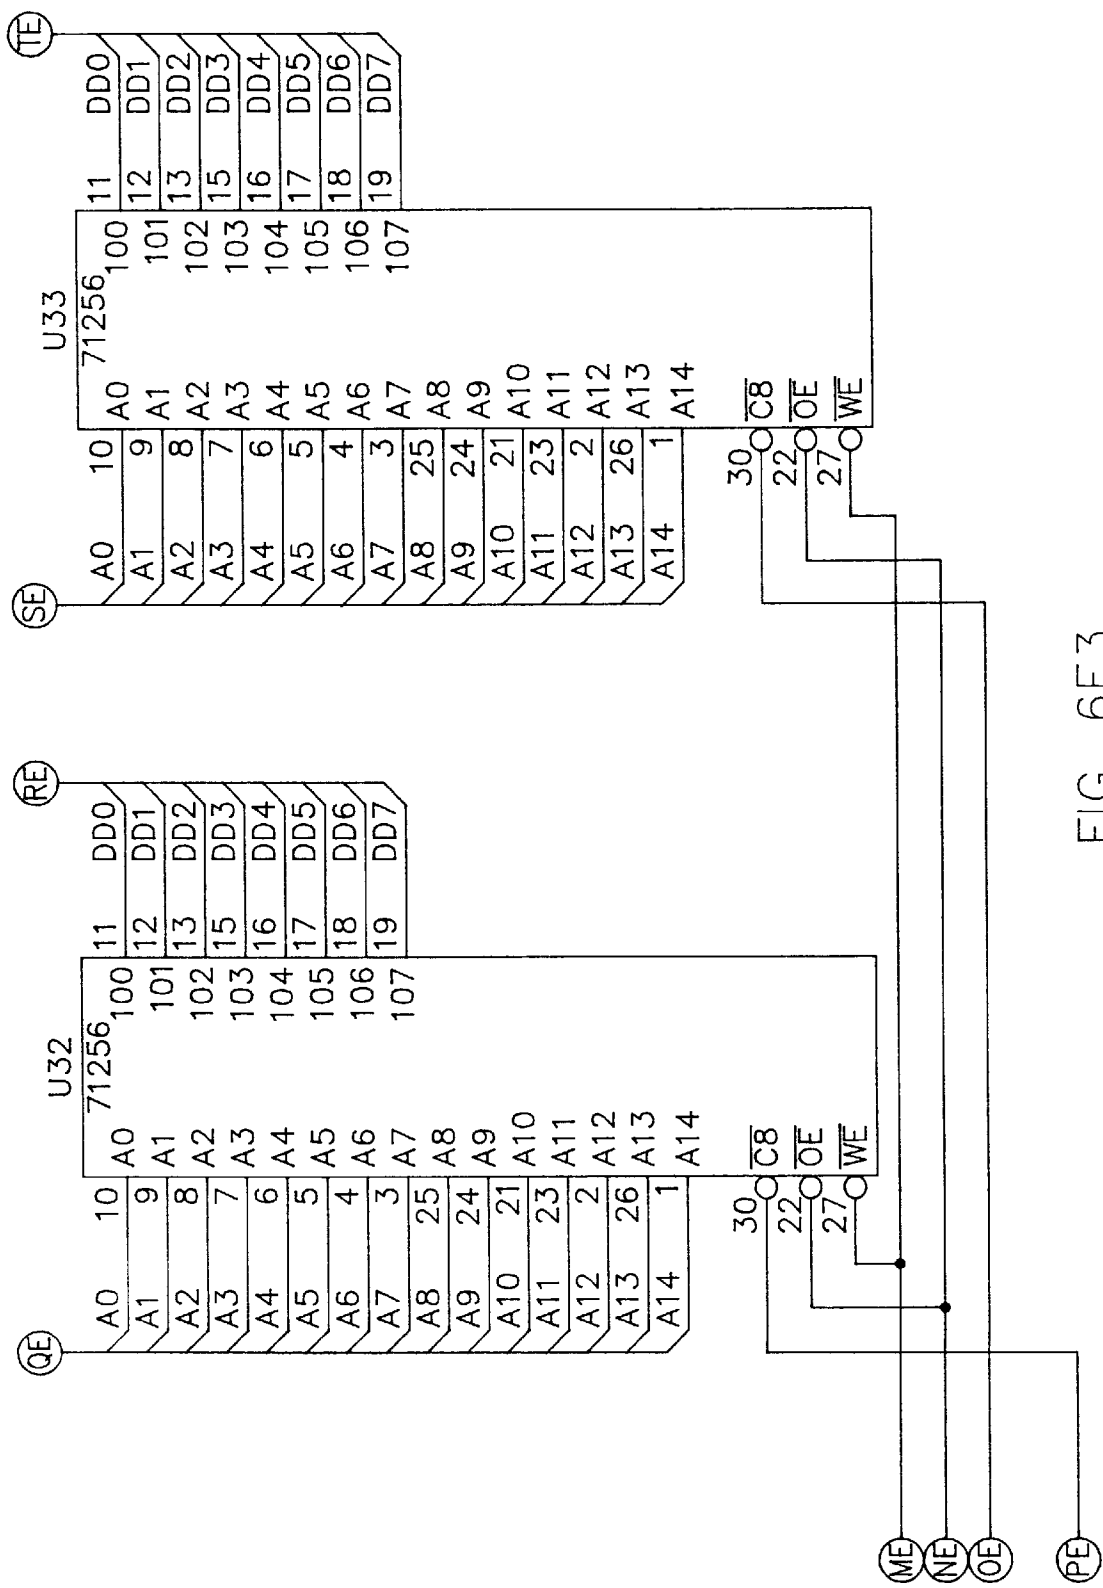 QE RE SE TE
U32 U33
71256 71256
A0 10 A0 100 11 DD0 A0 10 A0 100 11 DD0
A1 9 A1 101 12 DD1 A1 9 A1 101 12 DD1
A2 8 A2 102 13 DD2 A2 8 A2 102 13 DD2
A3 7 A3 103 15 DD3 A3 7 A3 103 15 DD3
A4 6 A4 104 16 DD4 A4 6 A4 104 16 DD4
A5 5 A5 105 17 DD5 A5 5 A5 105 17 DD5
A6 4 A6 106 18 DD6 A6 4 A6 106 18 DD6
A7 3 A7 107 19 DD7 A7 3 A7 107 19 DD7
A8 25 A8 A8 25 A8
A9 24 A9 A9 24 A9
A10 21 A10 A10 21 A10
A11 23 A11 A11 23 A11
A12 2 A12 A12 2 A12
A13 26 A13 A13 26 A13
A14 1 A14 A14 1 A14
30 C8 30 C8
22 OE 22 OE
27 WE 27 WE
ME
NE
OE
PE
FIG 6E3